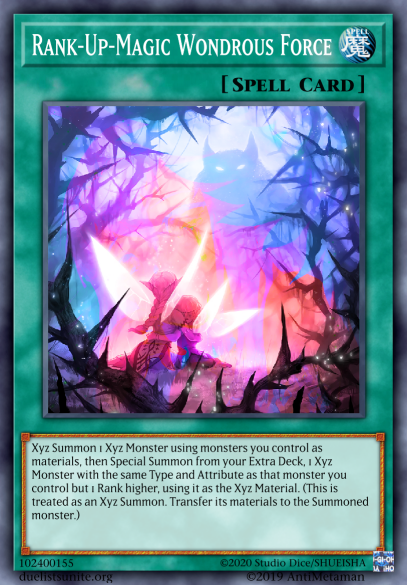 Rank-Up-Magic Wondrous Force
SPELL
魔
[Spell Card]
Xyz Summon 1 Xyz Monster using monsters you control as
materials, then Special Summon from your Extra Deck, 1 Xyz
Monster with the same Type and Attribute as that monster you
control but 1 Rank higher, using it as the Xyz Material. (This is
treated as an Xyz Summon. Transfer its materials to the Summoned
monster.)
102400155
©2020 Studio Dice/SHUEISHA
duelistsunite.org
©2019 AntiMetaman